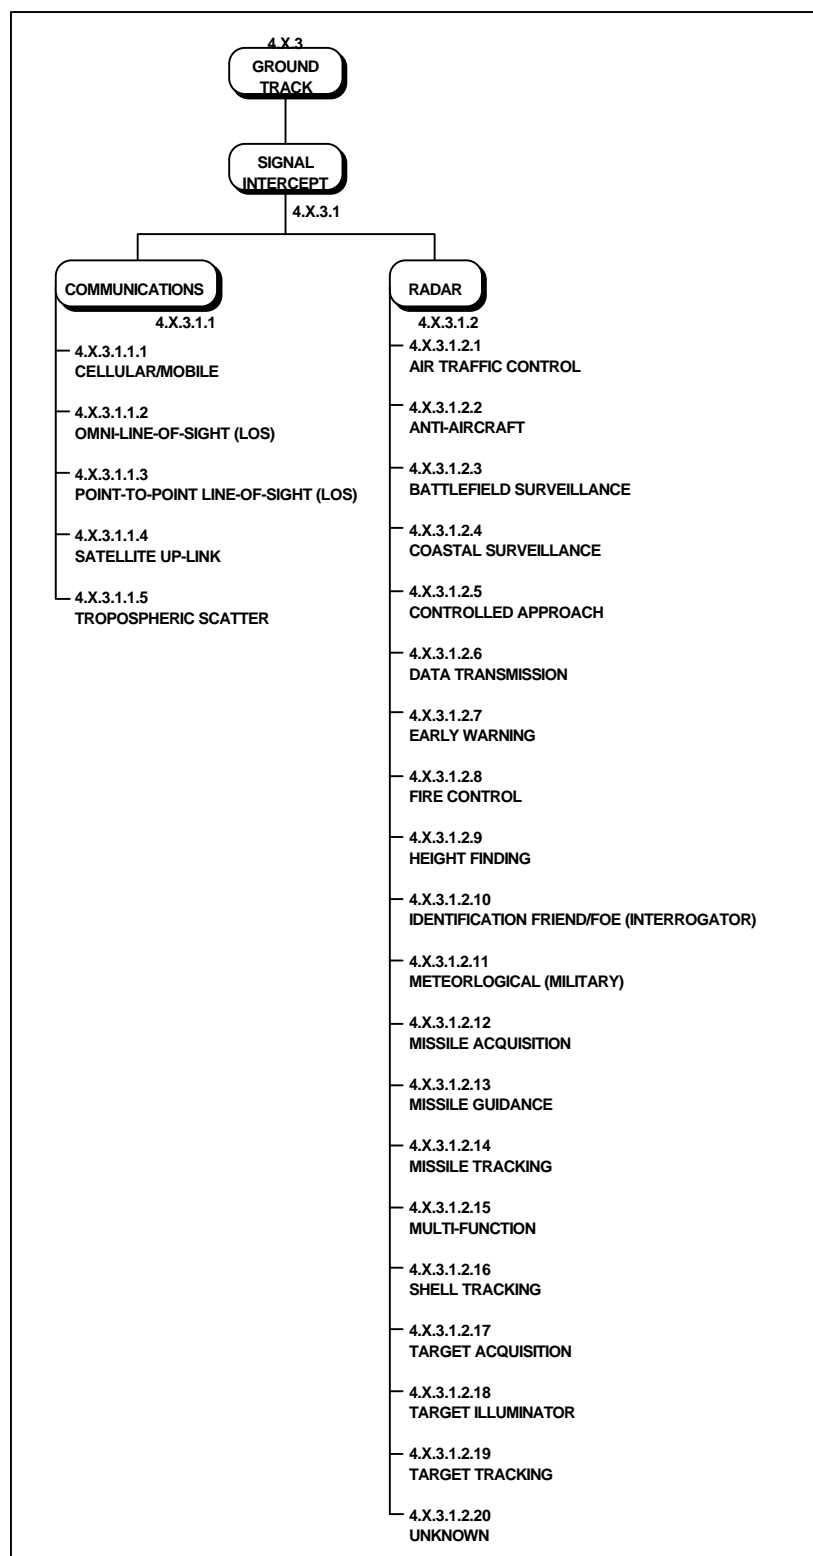 4.X.3
GROUND
TRACK
SIGNAL
INTERCEPT
4.X.3.1
COMMUNICATIONS
4.X.3.1.1
4.X.3.1.1.1
CELLULAR/MOBILE
4.X.3.1.1.2
OMNI-LINE-OF-SIGHT (LOS)
4.X.3.1.1.3
POINT-TO-POINT LINE-OF-SIGHT (LOS)
4.X.3.1.1.4
SATELLITE UP-LINK
4.X.3.1.1.5
TROPOSPHERIC SCATTER
RADAR
4.X.3.1.2
4.X.3.1.2.1
AIR TRAFFIC CONTROL
4.X.3.1.2.2
ANTI-AIRCRAFT
4.X.3.1.2.3
BATTLEFIELD SURVEILLANCE
4.X.3.1.2.4
COASTAL SURVEILLANCE
4.X.3.1.2.5
CONTROLLED APPROACH
4.X.3.1.2.6
DATA TRANSMISSION
4.X.3.1.2.7
EARLY WARNING
4.X.3.1.2.8
FIRE CONTROL
4.X.3.1.2.9
HEIGHT FINDING
4.X.3.1.2.10
IDENTIFICATION FRIEND/FOE (INTERROGATOR)
4.X.3.1.2.11
METEORLOGICAL (MILITARY)
4.X.3.1.2.12
MISSILE ACQUISITION
4.X.3.1.2.13
MISSILE GUIDANCE
4.X.3.1.2.14
MISSILE TRACKING
4.X.3.1.2.15
MULTI-FUNCTION
4.X.3.1.2.16
SHELL TRACKING
4.X.3.1.2.17
TARGET ACQUISITION
4.X.3.1.2.18
TARGET ILLUMINATOR
4.X.3.1.2.19
TARGET TRACKING
4.X.3.1.2.20
UNKNOWN